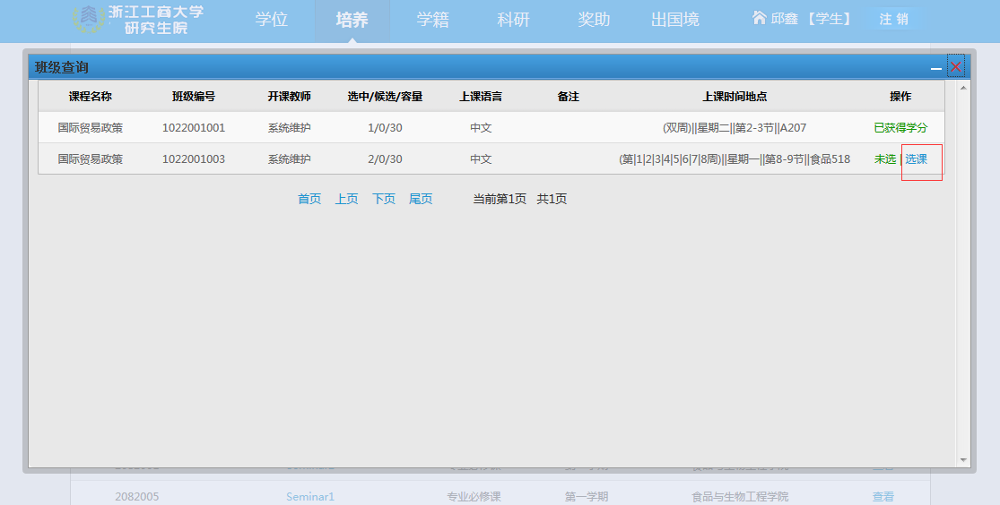 浙江工商大学
研究生院
学位 培养 学籍 科研 奖助 出国境 邱鑫 【学生】 注 销
班级查询
课程名称 班级编号 开课教师 选中/候选/容量 上课语言 备注 上课时间地点 操作
国际贸易政策 1022001001 系统维护 1/0/30 中文 (双周)||星期二||第2-3节||A207 已获得学分
国际贸易政策 1022001003 系统维护 2/0/30 中文 (第|1|2|3|4|5|6|7|8周)||星期一||第8-9节||食品518 未选 | 选课
首页 上页 下页 尾页 当前第1页 共1页
2082005 Seminar1 专业必修课 第一学期 食品与生物工程学院 查看